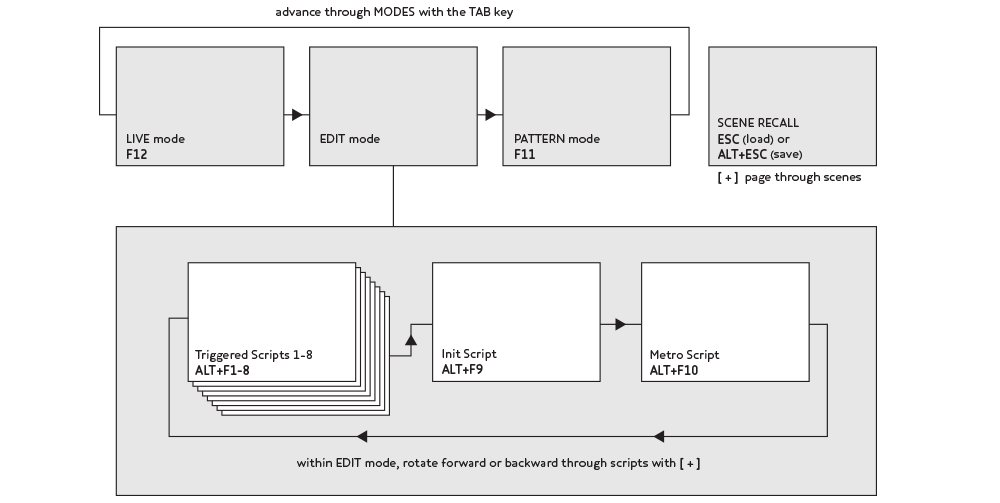 advance through MODES with the TAB key
LIVE mode
F12
EDIT mode
PATTERN mode
F11
SCENE RECALL
ESC (load) or
ALT+ESC (save)
[ + ] page through scenes
Triggered Scripts 1-8
ALT+F1-8
Init Script
ALT+F9
Metro Script
ALT+F10
within EDIT mode, rotate forward or backward through scripts with [ + ]